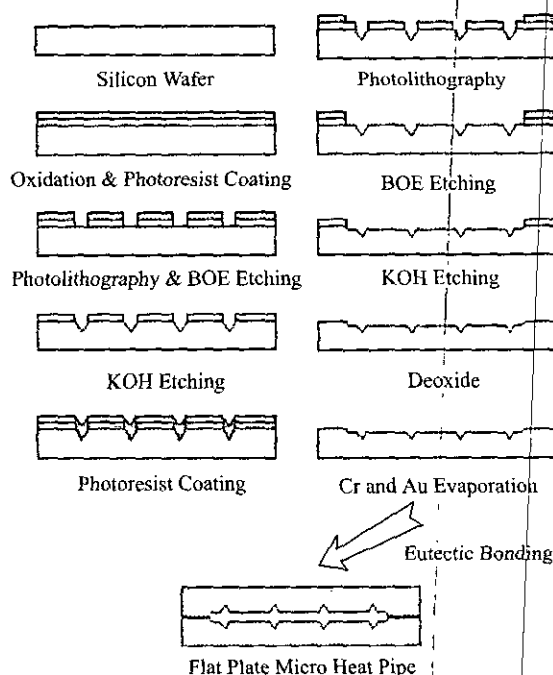 Silicon Wafer
Oxidation & Photoresist Coating
Photolithography & BOE Etching
KOH Etching
Photoresist Coating
Photolithography
BOE Etching
KOH Etching
Deoxide
Cr and Au Evaporation
Eutectic Bonding
Flat Plate Micro Heat Pipe